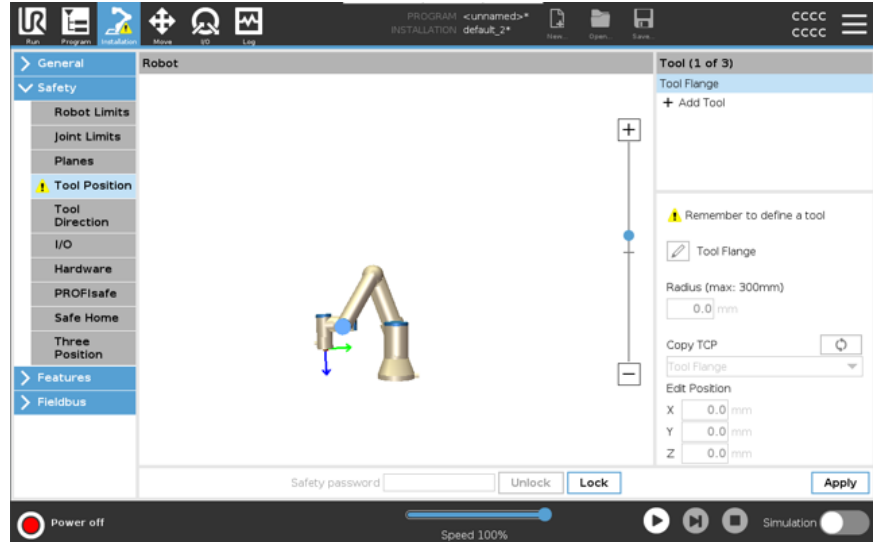 UR
PROGRAM <unnamed>*
INSTALLATION default_2*
Run Program Installation Move I/O Log
New... Open... Save...
cccc
cccc
General
Safety
Robot Limits
Joint Limits
Planes
Tool Position
Tool
Direction
I/O
Hardware
PROFIsafe
Safe Home
Three
Position
Features
Fieldbus
Robot
Tool (1 of 3)
Tool Flange
+ Add Tool
Remember to define a tool
Tool Flange
Radius (max: 300mm)
0.0 mm
Copy TCP
Tool Flange
Edit Position
X 0.0 mm
Y 0.0 mm
Z 0.0 mm
Safety password Unlock Lock
Apply
Power off
Speed 100%
Simulation